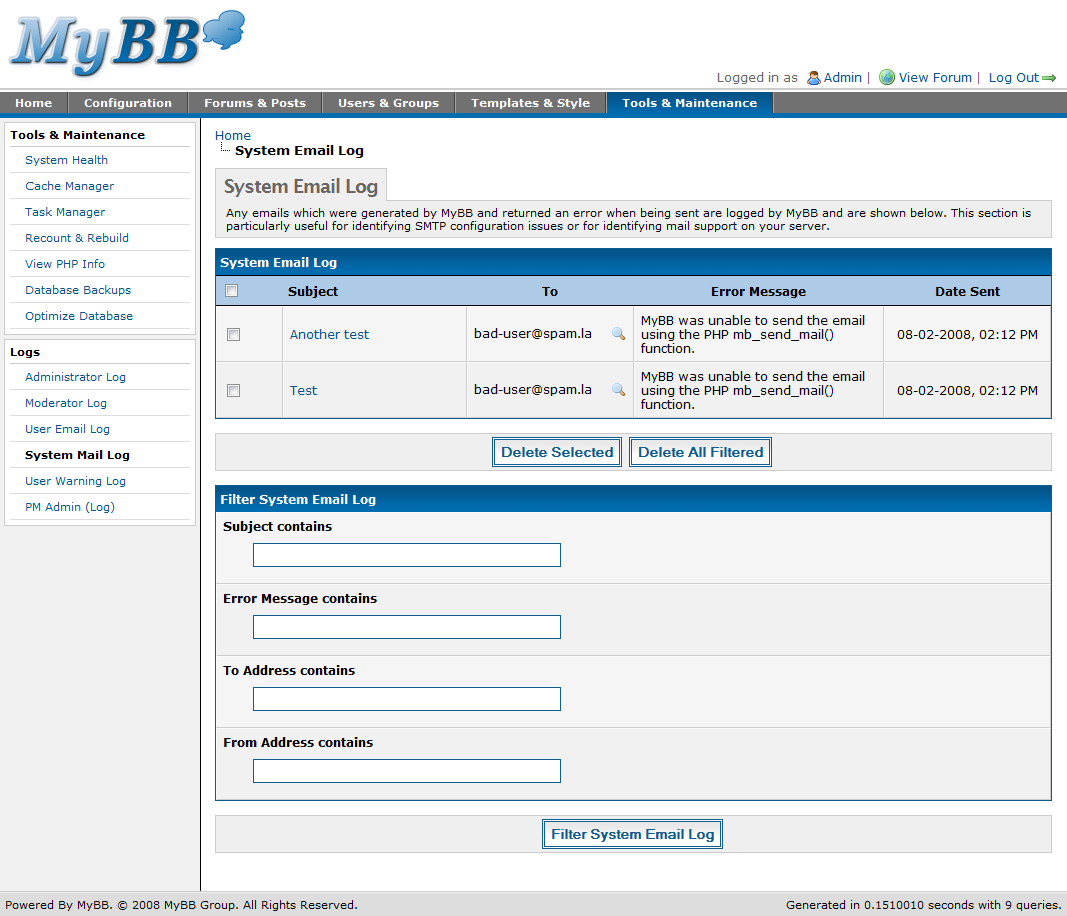 MyBB
Logged in as Admin | View Forum | Log Out
Home Configuration Forums & Posts Users & Groups Templates & Style Tools & Maintenance
Tools & Maintenance
System Health
Cache Manager
Task Manager
Recount & Rebuild
View PHP Info
Database Backups
Optimize Database
Logs
Administrator Log
Moderator Log
User Email Log
System Mail Log
User Warning Log
PM Admin (Log)
Home
System Email Log
System Email Log
Any emails which were generated by MyBB and returned an error when being sent are logged by MyBB and are shown below. This section is
particularly useful for identifying SMTP configuration issues or for identifying mail support on your server.
System Email Log
Subject To Error Message Date Sent
Another test bad-user@spam.la MyBB was unable to send the email
using the PHP mb_send_mail()
function. 08-02-2008, 02:12 PM
Test bad-user@spam.la MyBB was unable to send the email
using the PHP mb_send_mail()
function. 08-02-2008, 02:12 PM
Delete Selected Delete All Filtered
Filter System Email Log
Subject contains
Error Message contains
To Address contains
From Address contains
Filter System Email Log
Powered By MyBB. © 2008 MyBB Group. All Rights Reserved. Generated in 0.1510010 seconds with 9 queries.